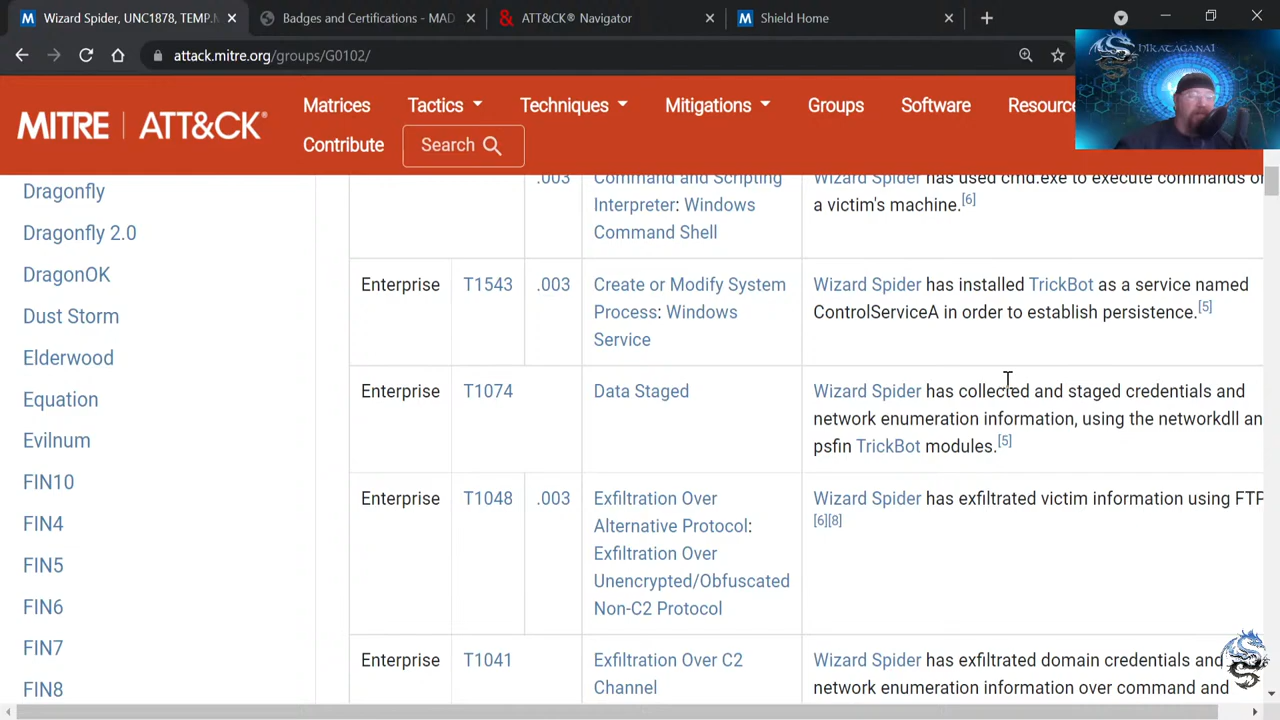 Wizard Spider, UNC1878, TEMP.M
Badges and Certifications - MAD
ATT&CK® Navigator
Shield Home
attack.mitre.org/groups/G0102/
HIKATAGANAI
MITRE | ATT&CK®
Matrices
Tactics
Techniques
Mitigations
Groups
Software
Resource
Contribute
Search
Dragonfly
Dragonfly 2.0
DragonOK
Dust Storm
Elderwood
Equation
Evilnum
FIN10
FIN4
FIN5
FIN6
FIN7
FIN8
.003
Command and Scripting
Interpreter: Windows
Command Shell
Wizard Spider has used cmd.exe to execute commands o
a victim's machine.[6]
Enterprise
T1543
.003
Create or Modify System
Process: Windows
Service
Wizard Spider has installed TrickBot as a service named
ControlServiceA in order to establish persistence.[5]
Enterprise
T1074
Data Staged
Wizard Spider has collected and staged credentials and
network enumeration information, using the networkdll an
psfin TrickBot modules.[5]
Enterprise
T1048
.003
Exfiltration Over
Alternative Protocol:
Exfiltration Over
Unencrypted/Obfuscated
Non-C2 Protocol
Wizard Spider has exfiltrated victim information using FTP
[6][8]
Enterprise
T1041
Exfiltration Over C2
Channel
Wizard Spider has exfiltrated domain credentials and
network enumeration information over command and